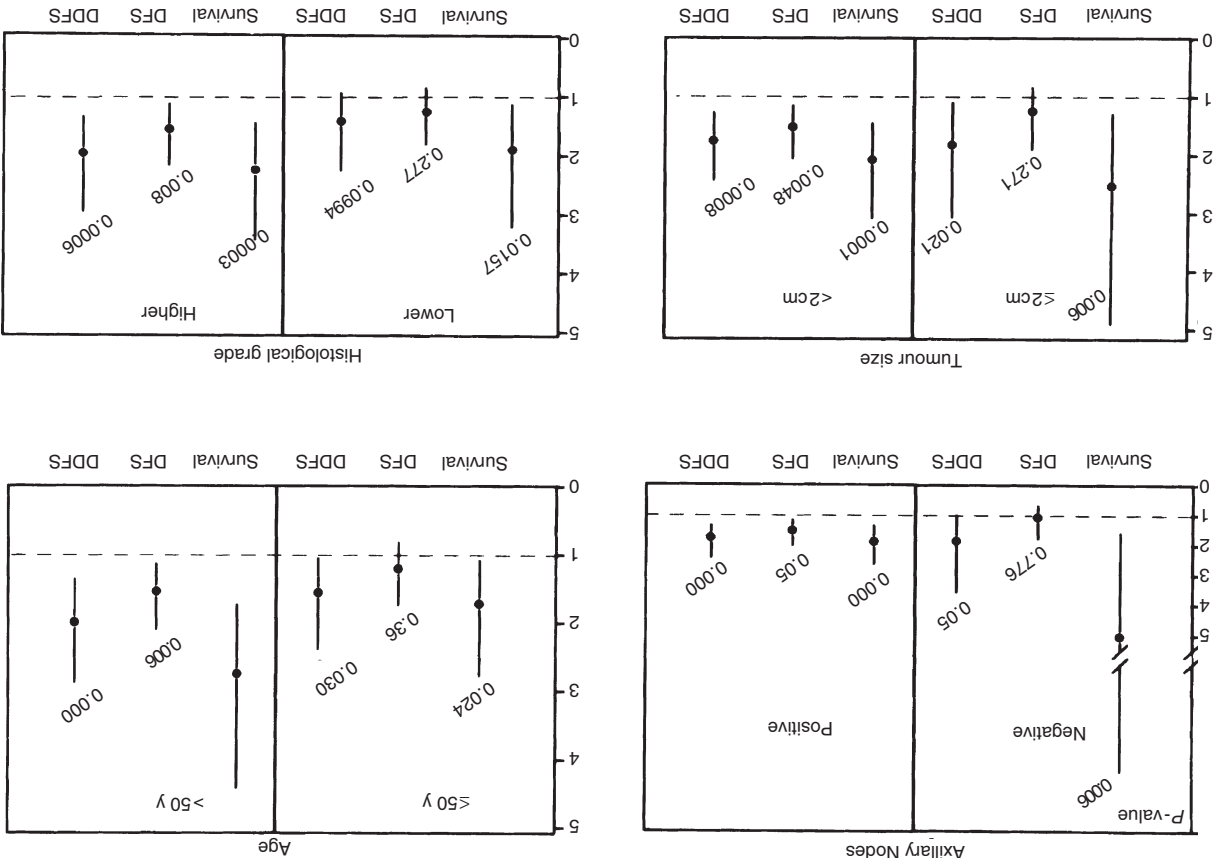 Axillary Nodes
P-value
0.006
Negative
Positive
5
4
3
2
1
0
0.776
0.05
0.000
0.05
0.000
Survival DFS DDFS Survival DFS DDFS
Age
5
4
3
2
1
0
≤50 y
>50 y
0.024
0.36
0.030
0.006
0.000
Survival DFS DDFS Survival DFS DDFS
Tumour size
5
4
3
2
1
0
0.006
≤2cm
>2cm
0.271
0.021
0.0001
0.0048
0.0008
Survival DFS DDFS Survival DFS DDFS
Histological grade
5
4
3
2
1
0
Lower
Higher
0.0157
0.277
0.0994
0.0003
0.008
0.0006
Survival DFS DDFS Survival DFS DDFS